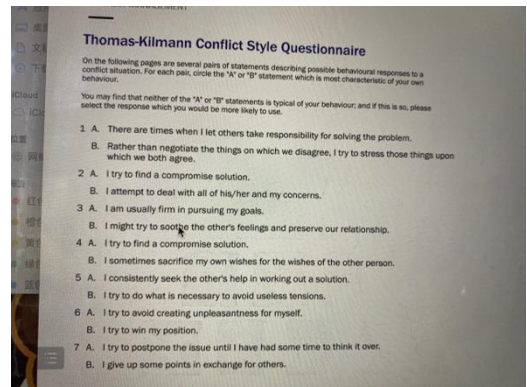 Thomas-Kilmann Conflict Style Questionnaire
On the following pages are several pairs of statements describing possible behavioural responses to a
conflict situation. For each pair, circle the "A" or "B" statement which is most characteristic of your own
behaviour.
You may find that neither of the "A" or "B" statements is typical of your behaviour; and if this is so, please
select the response which you would be more likely to use.
1 A. There are times when I let others take responsibility for solving the problem.
B. Rather than negotiate the things on which we disagree, I try to stress those things upon
which we both agree.
2 A. I try to find a compromise solution.
B. I attempt to deal with all of his/her and my concerns.
3 A. I am usually firm in pursuing my goals.
B. I might try to soothe the other's feelings and preserve our relationship.
4 A. I try to find a compromise solution.
B. I sometimes sacrifice my own wishes for the wishes of the other person.
5 A. I consistently seek the other's help in working out a solution.
B. I try to do what is necessary to avoid useless tensions.
6 A. I try to avoid creating unpleasantness for myself.
B. I try to win my position.
7 A. I try to postpone the issue until I have had some time to think it over.
B. I give up some points in exchange for others.
iCloud